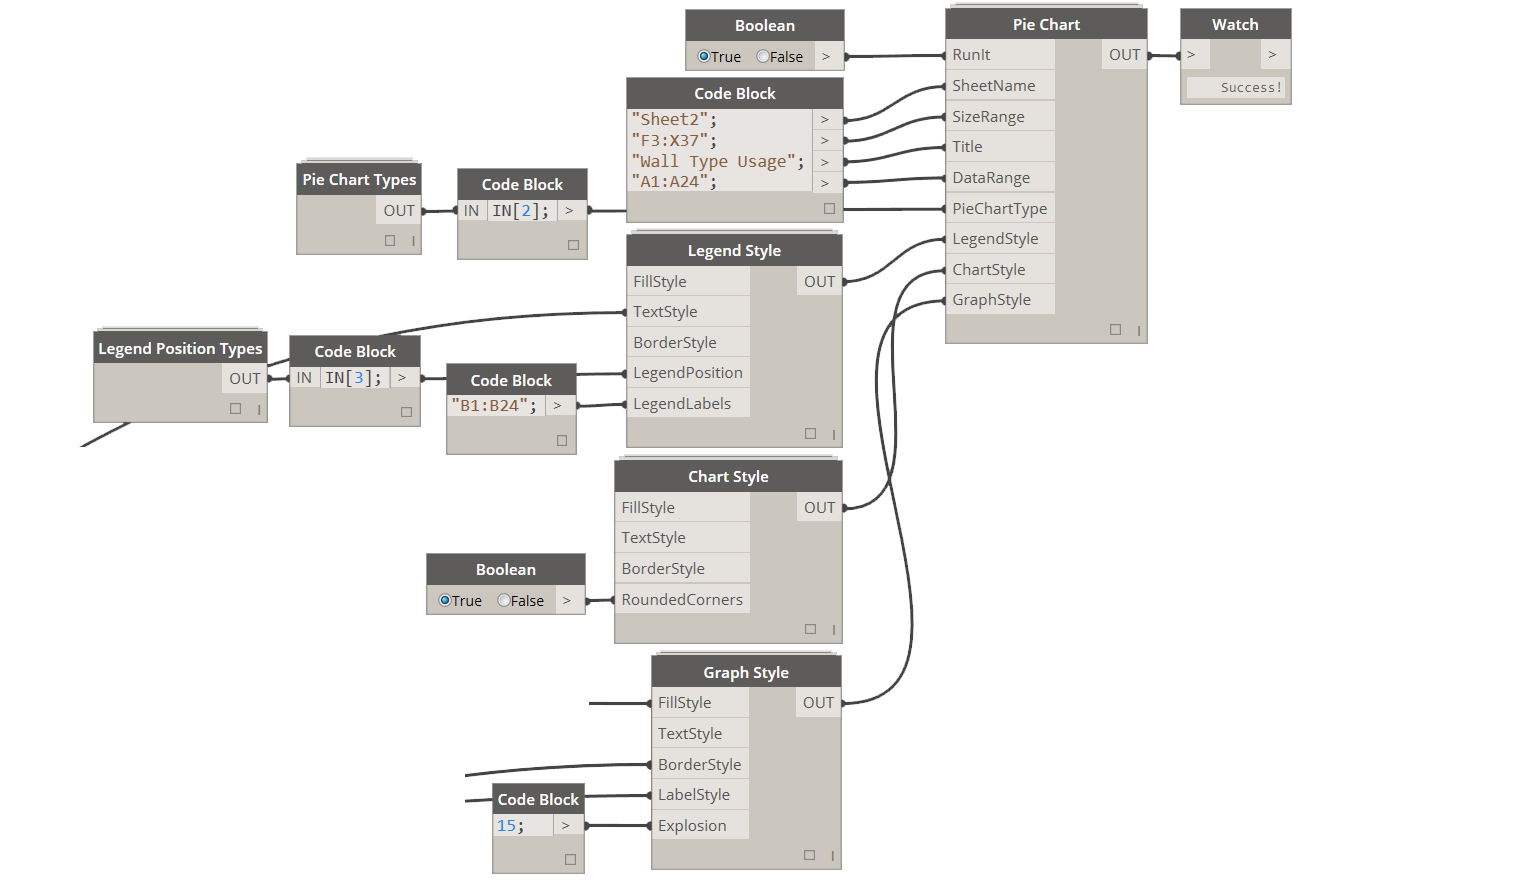 Boolean
True False >
Code Block
"Sheet2"; >
"F3:X37"; >
"Wall Type Usage"; >
"A1:A24"; >
Pie Chart
RunIt OUT
SheetName
SizeRange
Title
DataRange
PieChartType
LegendStyle
ChartStyle
GraphStyle
Watch
> >
Success!
Pie Chart Types
OUT
Code Block
IN IN[2]; >
Legend Style
FillStyle OUT
TextStyle
BorderStyle
LegendPosition
LegendLabels
Legend Position Types
OUT
Code Block
IN IN[3]; >
Code Block
"B1:B24"; >
Chart Style
FillStyle OUT
TextStyle
BorderStyle
RoundedCorners
Boolean
True False >
Graph Style
FillStyle OUT
TextStyle
BorderStyle
LabelStyle
Explosion
Code Block
15; >